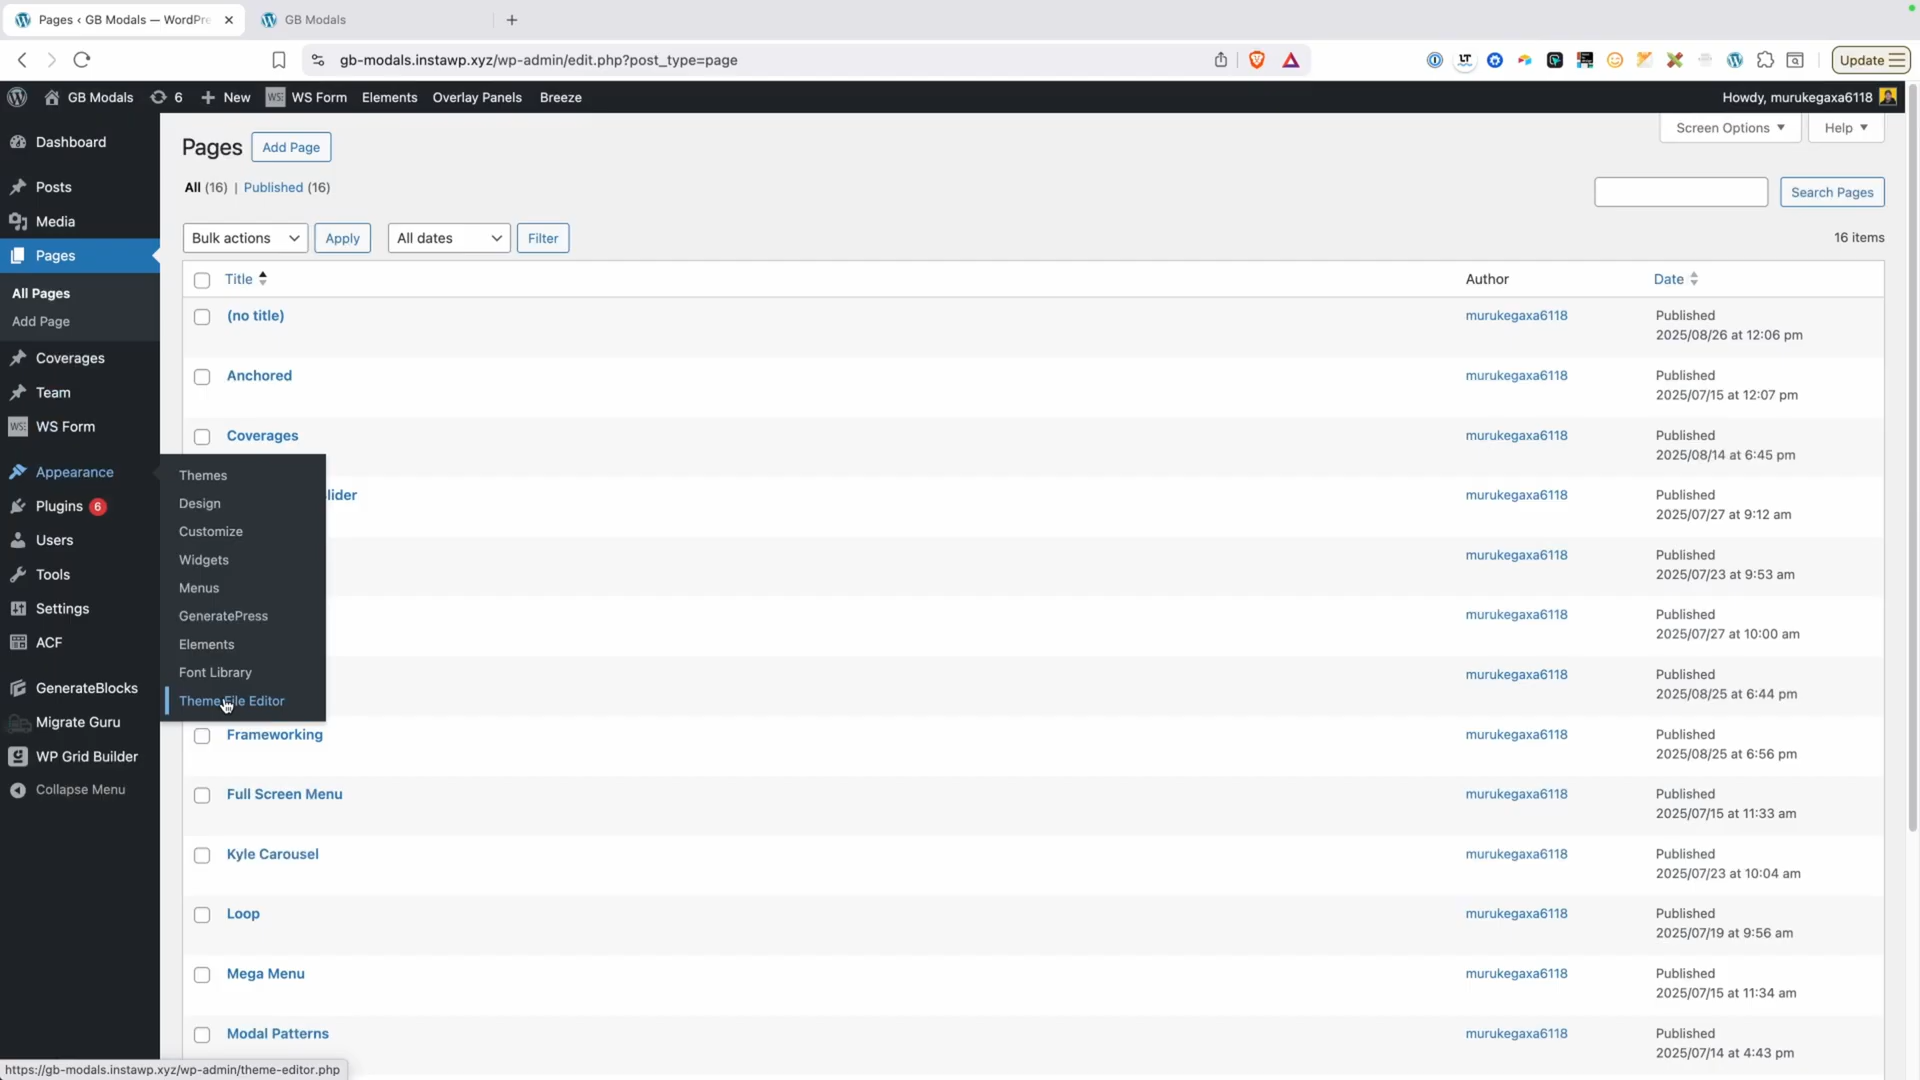 Pages ‹ GB Modals — WordPre
GB Modals
gb-modals.instawp.xyz/wp-admin/edit.php?post_type=page
Update
GB Modals
6
New
WS Form
Elements
Overlay Panels
Breeze
Howdy, murukegaxa6118
Dashboard
Posts
Media
Pages
All Pages
Add Page
Coverages
Team
WS Form
Appearance
Plugins 6
Users
Tools
Settings
ACF
GenerateBlocks
Migrate Guru
WP Grid Builder
Collapse Menu
Themes
Design
Customize
Widgets
Menus
GeneratePress
Elements
Font Library
Theme File Editor
Screen Options
Help
Pages
Add Page
All (16) | Published (16)
Search Pages
Bulk actions
Apply
All dates
Filter
16 items
Title
Author
Date
(no title)
murukegaxa6118
Published
2025/08/26 at 12:06 pm
Anchored
murukegaxa6118
Published
2025/07/15 at 12:07 pm
Coverages
murukegaxa6118
Published
2025/08/14 at 6:45 pm
lider
murukegaxa6118
Published
2025/07/27 at 9:12 am
murukegaxa6118
Published
2025/07/23 at 9:53 am
murukegaxa6118
Published
2025/07/27 at 10:00 am
murukegaxa6118
Published
2025/08/25 at 6:44 pm
Frameworking
murukegaxa6118
Published
2025/08/25 at 6:56 pm
Full Screen Menu
murukegaxa6118
Published
2025/07/15 at 11:33 am
Kyle Carousel
murukegaxa6118
Published
2025/07/23 at 10:04 am
Loop
murukegaxa6118
Published
2025/07/19 at 9:56 am
Mega Menu
murukegaxa6118
Published
2025/07/15 at 11:34 am
Modal Patterns
murukegaxa6118
Published
2025/07/14 at 4:43 pm
https://gb-modals.instawp.xyz/wp-admin/theme-editor.php